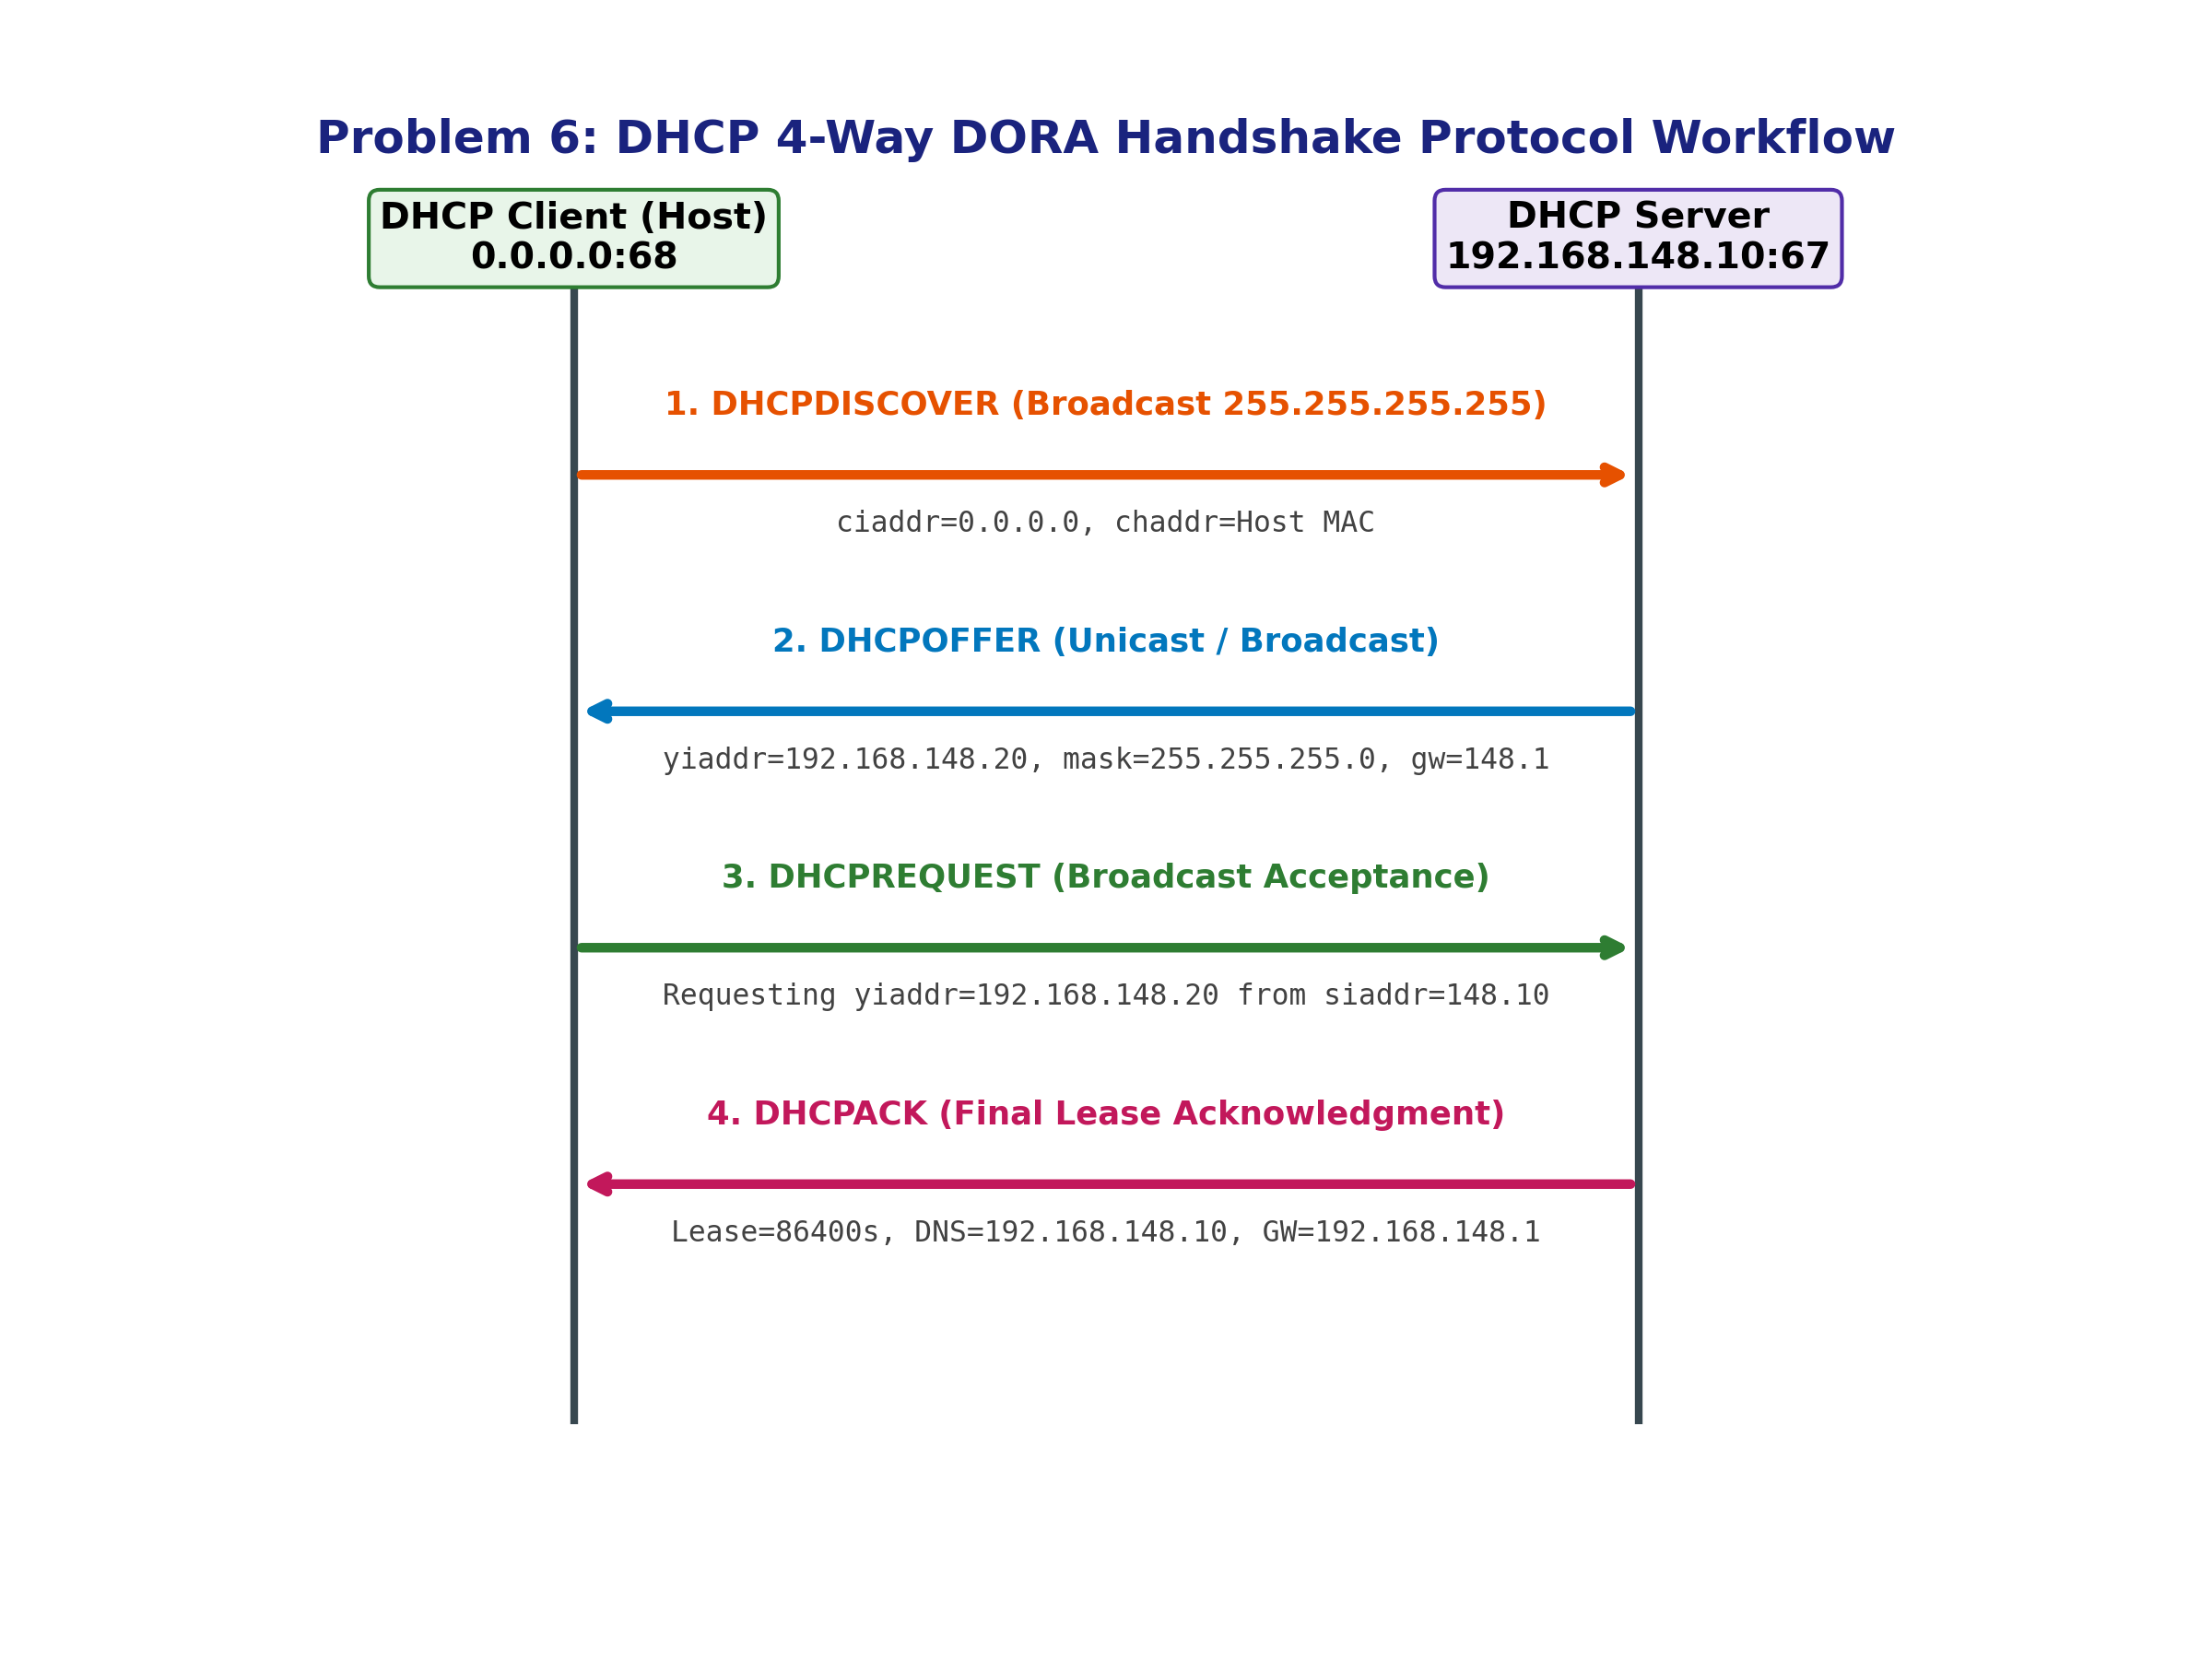 Problem 6: DHCP 4-Way DORA Handshake Protocol Workflow
DHCP Client (Host)
0.0.0.0:68
DHCP Server
192.168.148.10:67
1. DHCPDISCOVER (Broadcast 255.255.255.255)
ciaddr=0.0.0.0, chaddr=Host MAC
2. DHCPOFFER (Unicast / Broadcast)
yiaddr=192.168.148.20, mask=255.255.255.0, gw=148.1
3. DHCPREQUEST (Broadcast Acceptance)
Requesting yiaddr=192.168.148.20 from siaddr=148.10
4. DHCPACK (Final Lease Acknowledgment)
Lease=86400s, DNS=192.168.148.10, GW=192.168.148.1